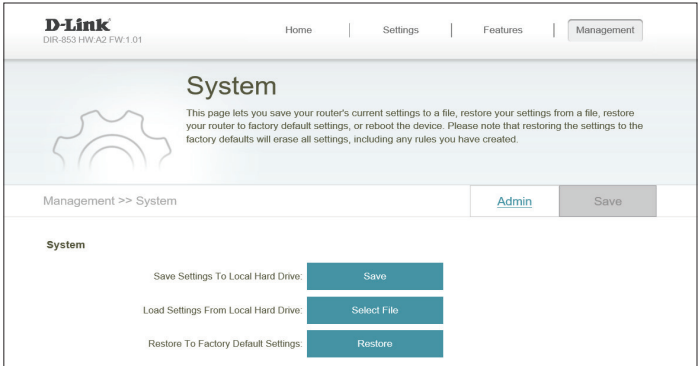 D-Link
DIR-853 HW:A2 FW:1.01
Home | Settings | Features | Management
System
This page lets you save your router's current settings to a file, restore your settings from a file, restore
your router to factory default settings, or reboot the device. Please note that restoring the settings to the
factory defaults will erase all settings, including any rules you have created.
Management >> System
Admin
Save
System
Save Settings To Local Hard Drive: Save
Load Settings From Local Hard Drive: Select File
Restore To Factory Default Settings: Restore